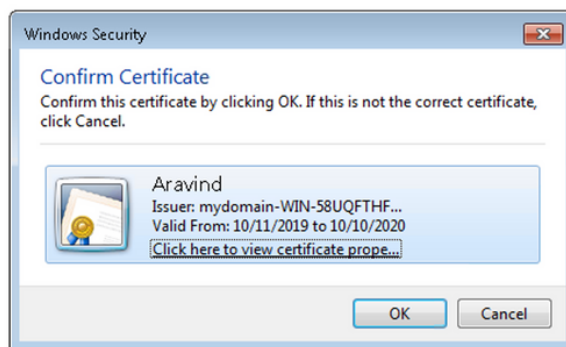 Windows Security
Confirm Certificate
Confirm this certificate by clicking OK. If this is not the correct certificate,
click Cancel.
Aravind
Issuer: mydomain-WIN-58UQFTHF...
Valid From: 10/11/2019 to 10/10/2020
Click here to view certificate prope...
OK
Cancel